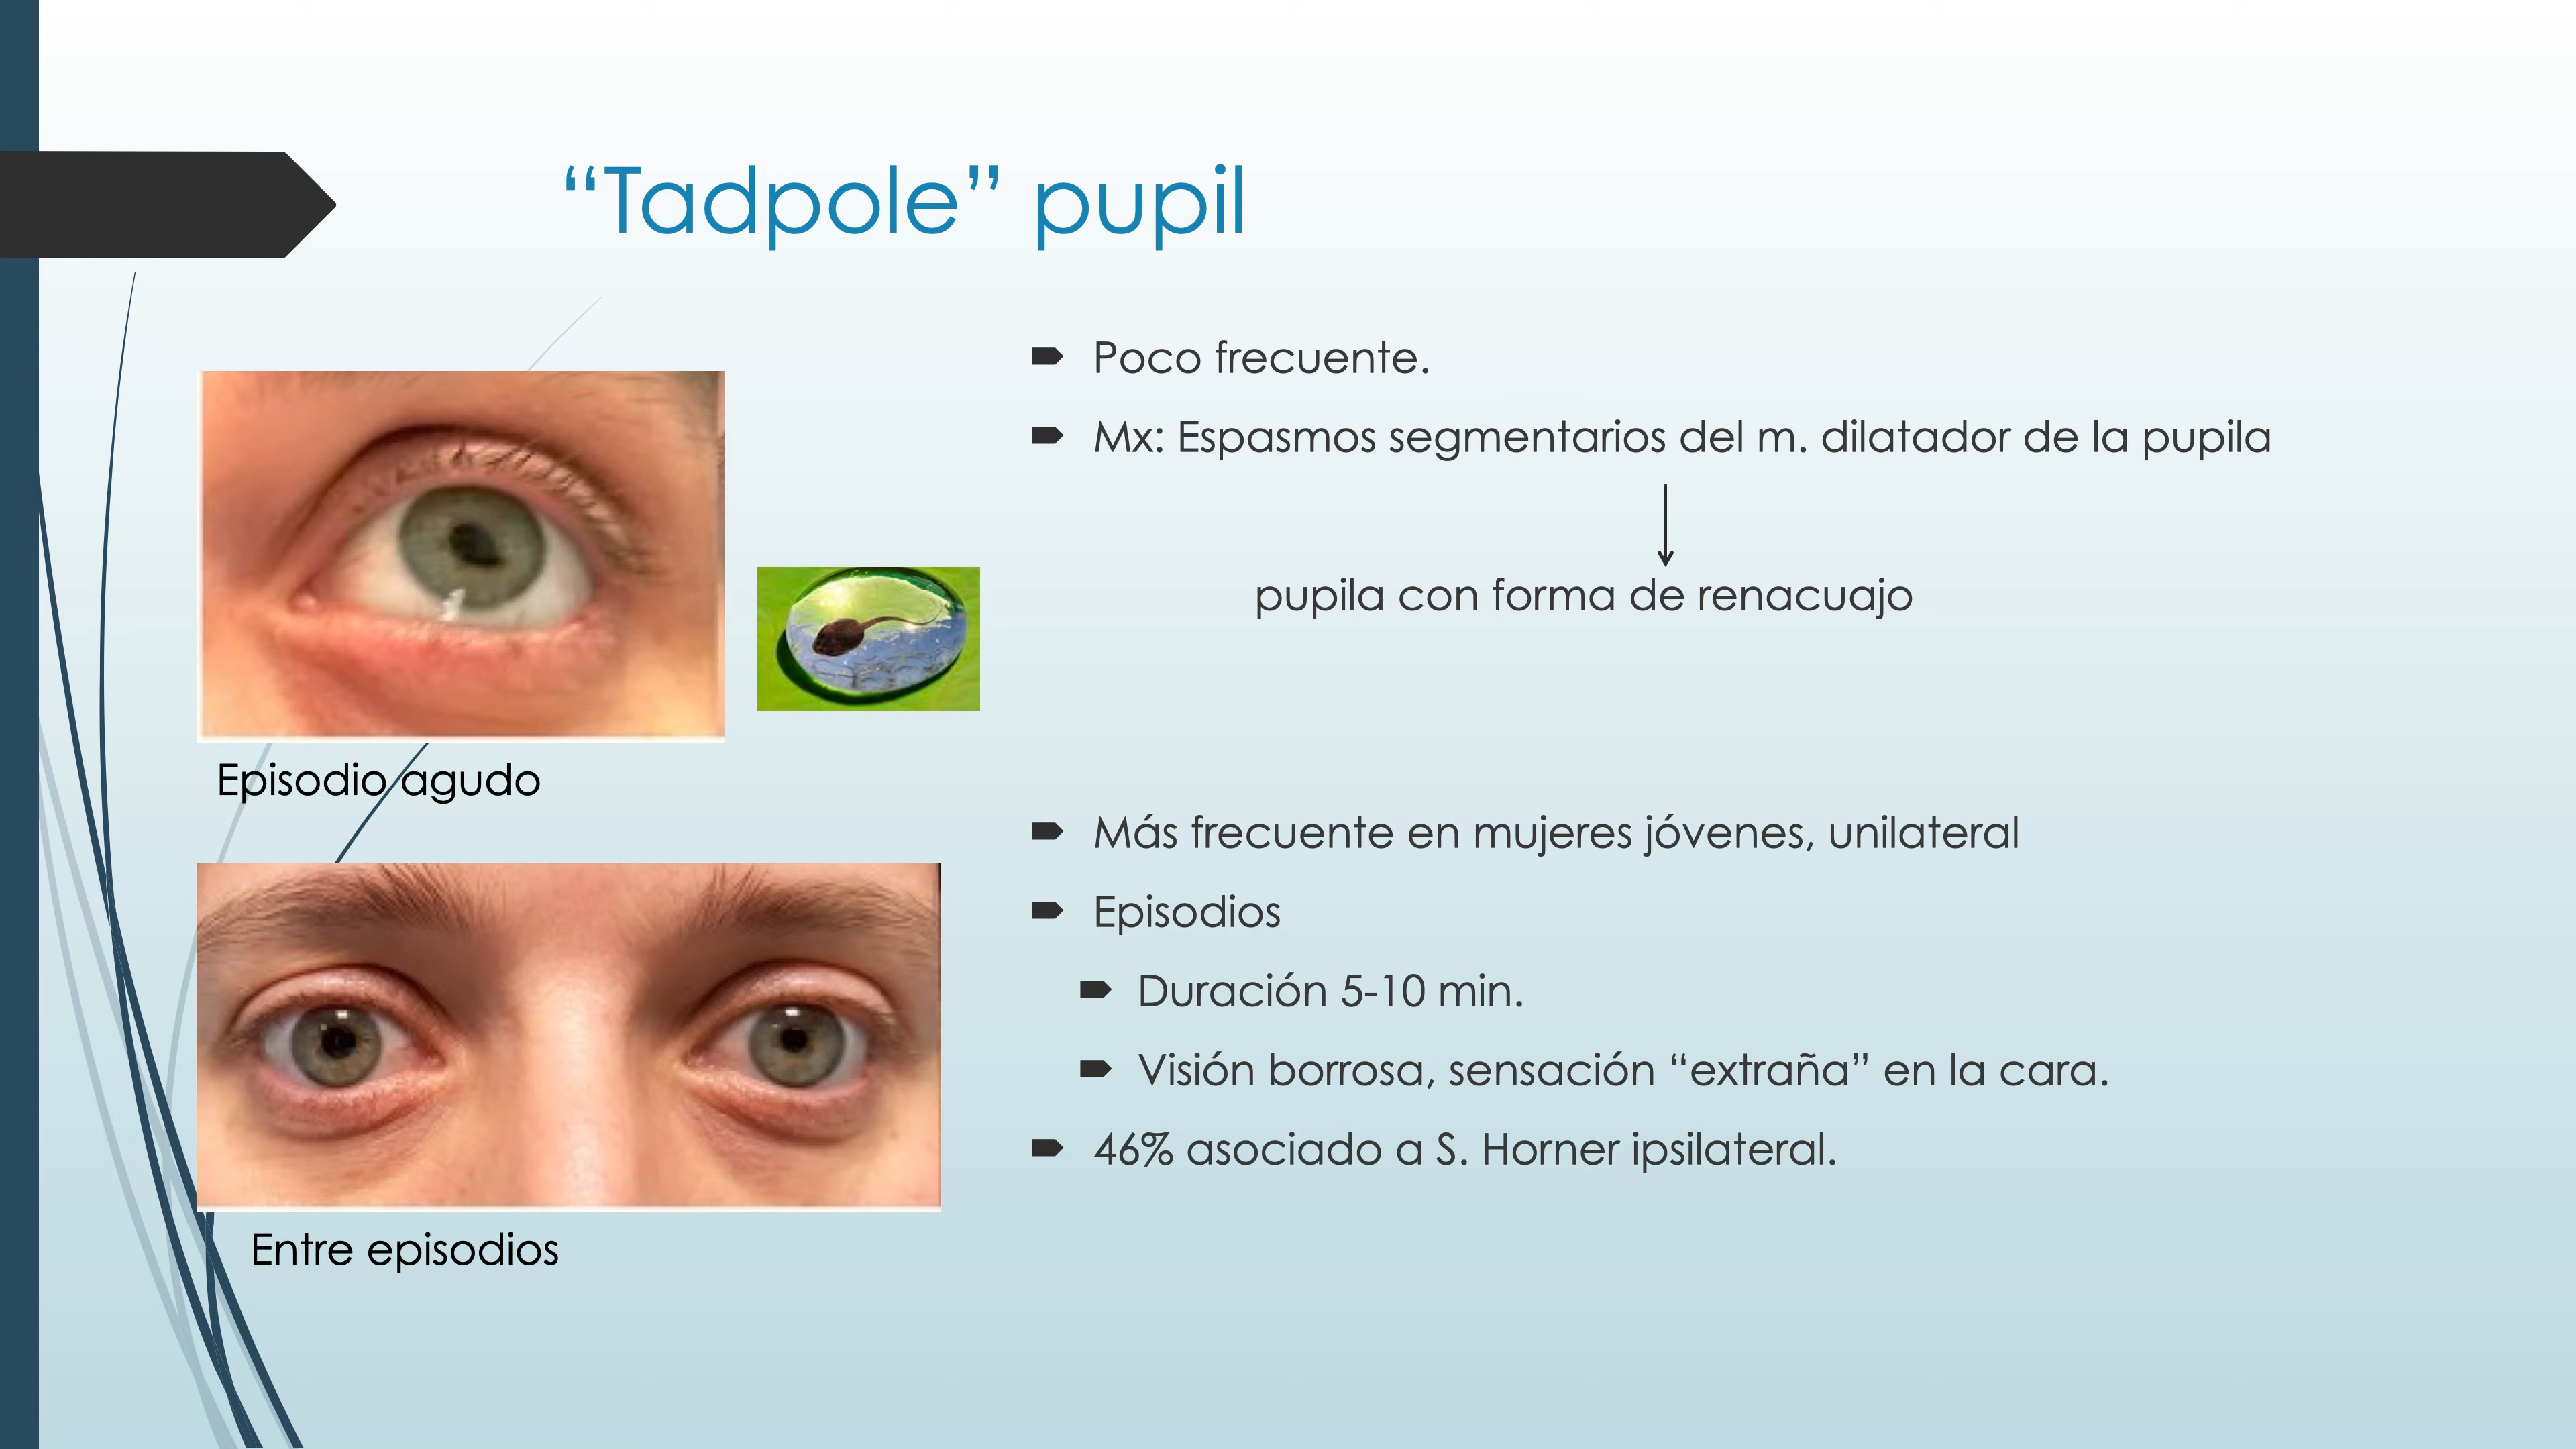 “Tadpole” pupil
Poco frecuente.
Mx: Espasmos segmentarios del m. dilatador de la pupila
pupila con forma de renacuajo
Episodio agudo
Más frecuente en mujeres jóvenes, unilateral
Episodios
Duración 5-10 min.
Visión borrosa, sensación “extraña” en la cara.
46% asociado a S. Horner ipsilateral.
Entre episodios